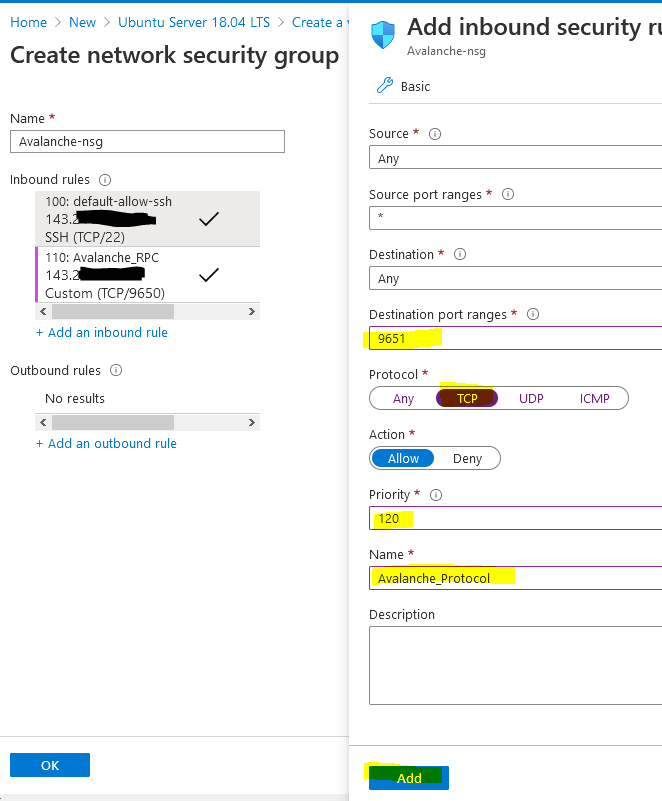 Home > New > Ubuntu Server 18.04 LTS > Create a v
Create network security group
Name *
Avalanche-nsg
Inbound rules
100: default-allow-ssh
143.2
SSH (TCP/22)
110: Avalanche_RPC
143.2
Custom (TCP/9650)
+ Add an inbound rule
Outbound rules
No results
+ Add an outbound rule
OK
Add inbound security ru
Avalanche-nsg
Basic
Source *
Any
Source port ranges *
*
Destination *
Any
Destination port ranges *
9651
Protocol *
Any TCP UDP ICMP
Action *
Allow Deny
Priority *
120
Name *
Avalanche_Protocol
Description
Add